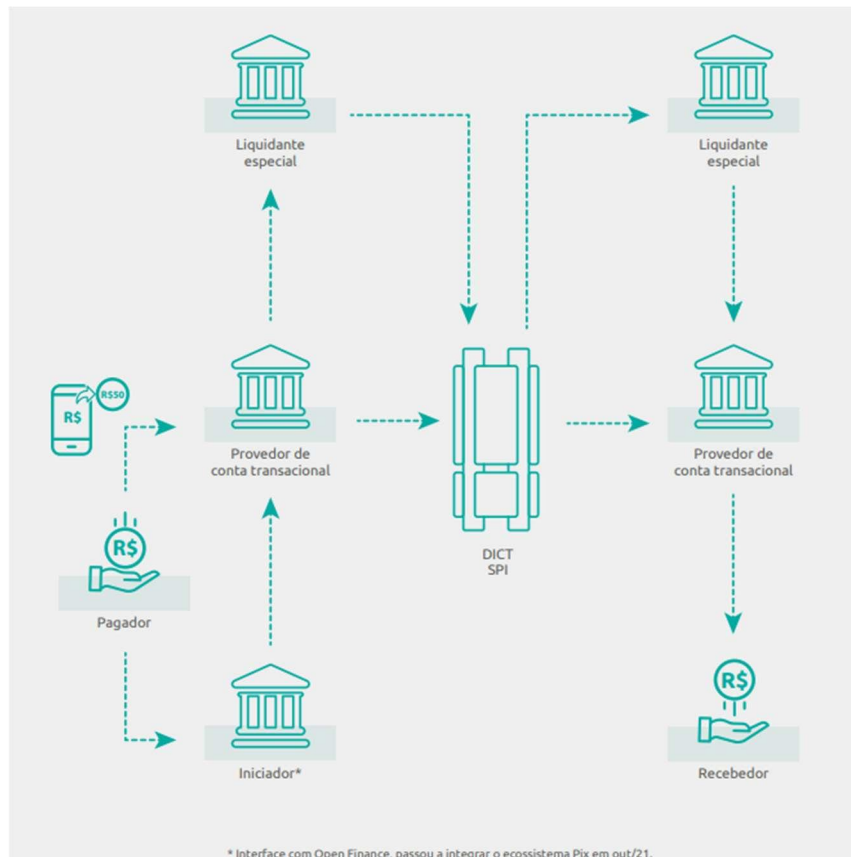 Liquidante
especial
Liquidante
especial
R$50
R$
Provedor de
conta transacional
Provedor de
conta transacional
R$
DICT
SPI
Pagador
R$
Iniciador*
Recebedor
* Interface com Open Finance, passou a integrar o ecossistema Pix em out/21.